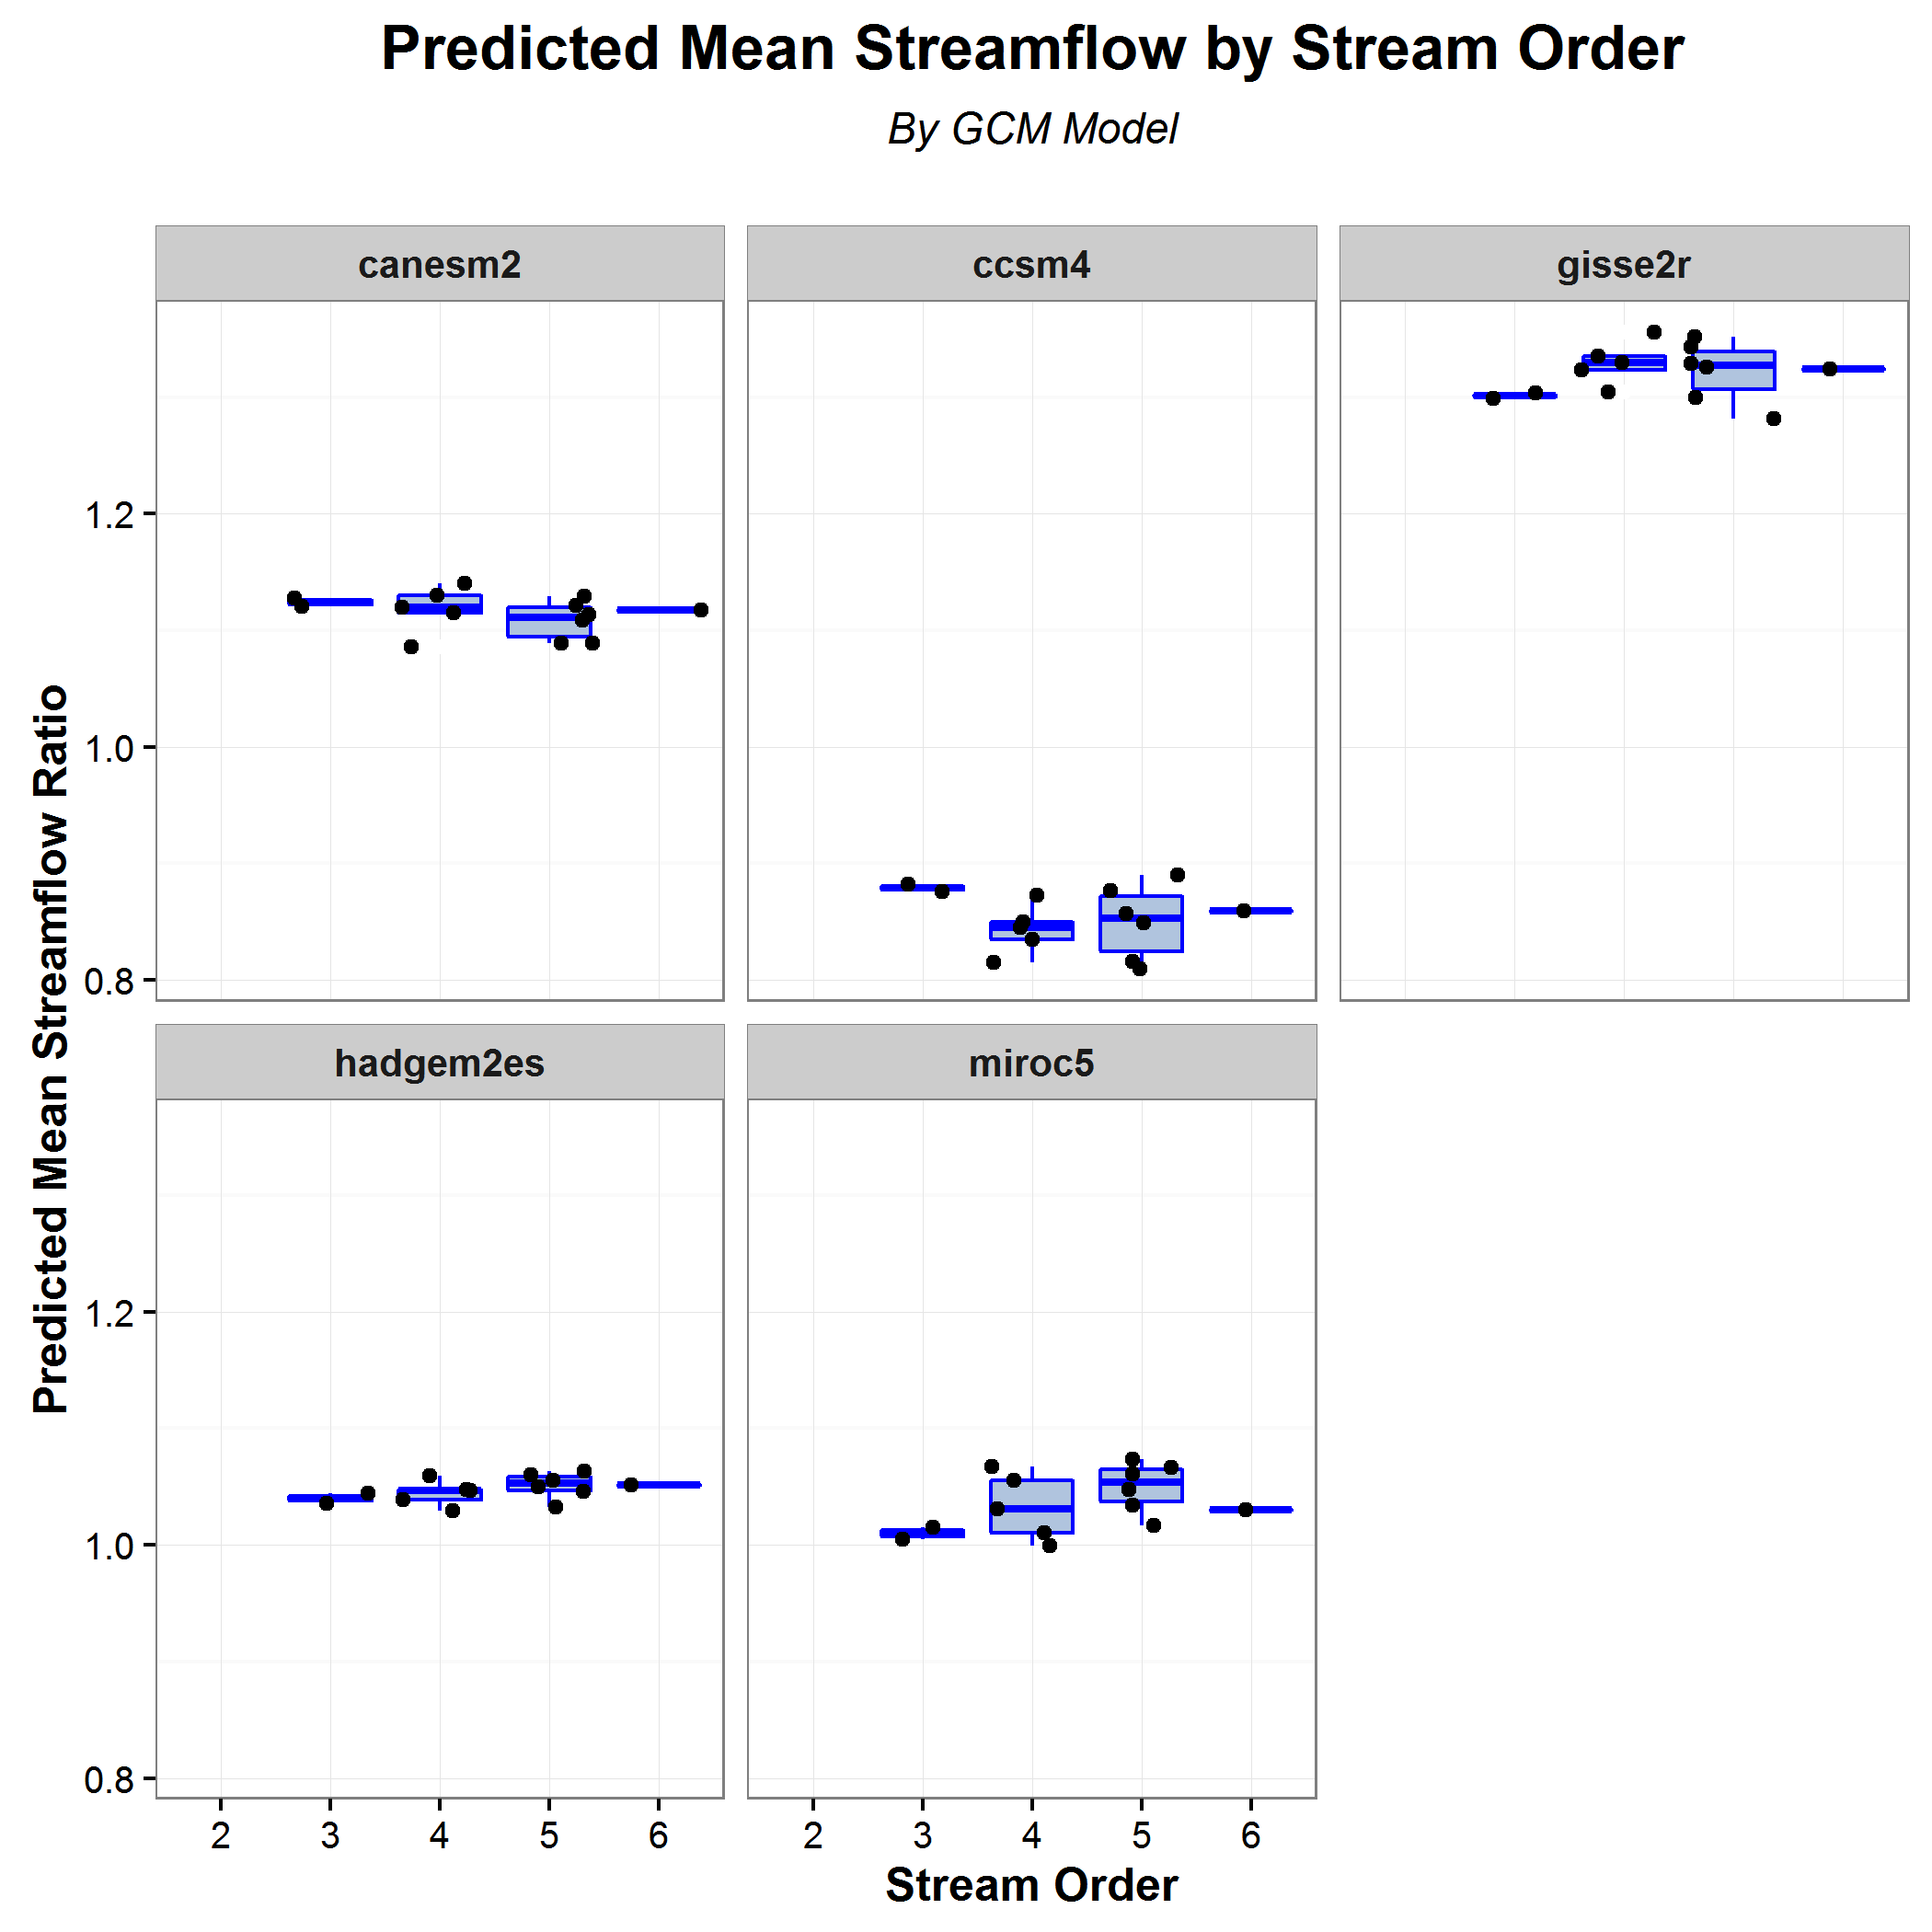 Predicted Mean Streamflow by Stream Order
By GCM Model
canesm2
ccsm4
gisse2r
1.2
1.0
0.8
hadgem2es
miroc5
1.2
1.0
0.8
Predicted Mean Streamflow Ratio
2 3 4 5 6
2 3 4 5 6
Stream Order